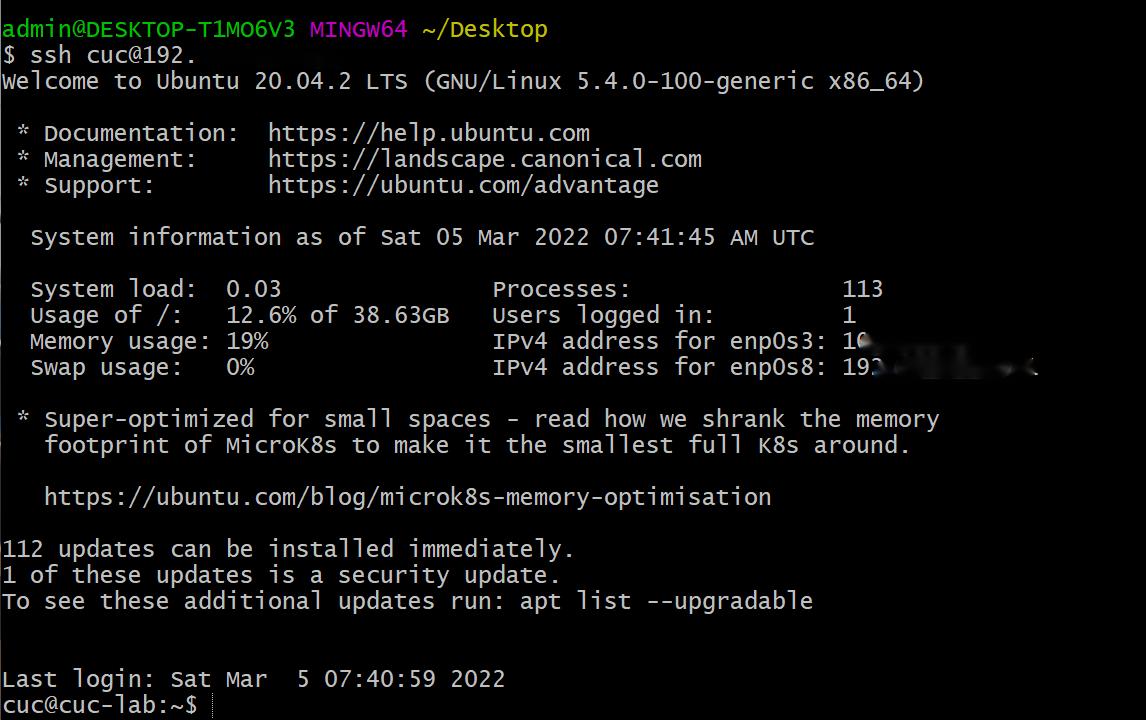 admin@DESKTOP-T1MO6V3 MINGW64 ~/Desktop
$ ssh cuc@192.
Welcome to Ubuntu 20.04.2 LTS (GNU/Linux 5.4.0-100-generic x86_64)
* Documentation:  https://help.ubuntu.com
* Management:     https://landscape.canonical.com
* Support:        https://ubuntu.com/advantage
System information as of Sat 05 Mar 2022 07:41:45 AM UTC
System load:  0.03               Processes:               113
Usage of /:   12.6% of 38.63GB   Users logged in:         1
Memory usage: 19%                IPv4 address for enp0s3:
Swap usage:   0%                 IPv4 address for enp0s8:
* Super-optimized for small spaces - read how we shrank the memory
footprint of MicroK8s to make it the smallest full K8s around.
https://ubuntu.com/blog/microk8s-memory-optimisation
112 updates can be installed immediately.
1 of these updates is a security update.
To see these additional updates run: apt list --upgradable
Last login: Sat Mar  5 07:40:59 2022
cuc@cuc-lab:~$